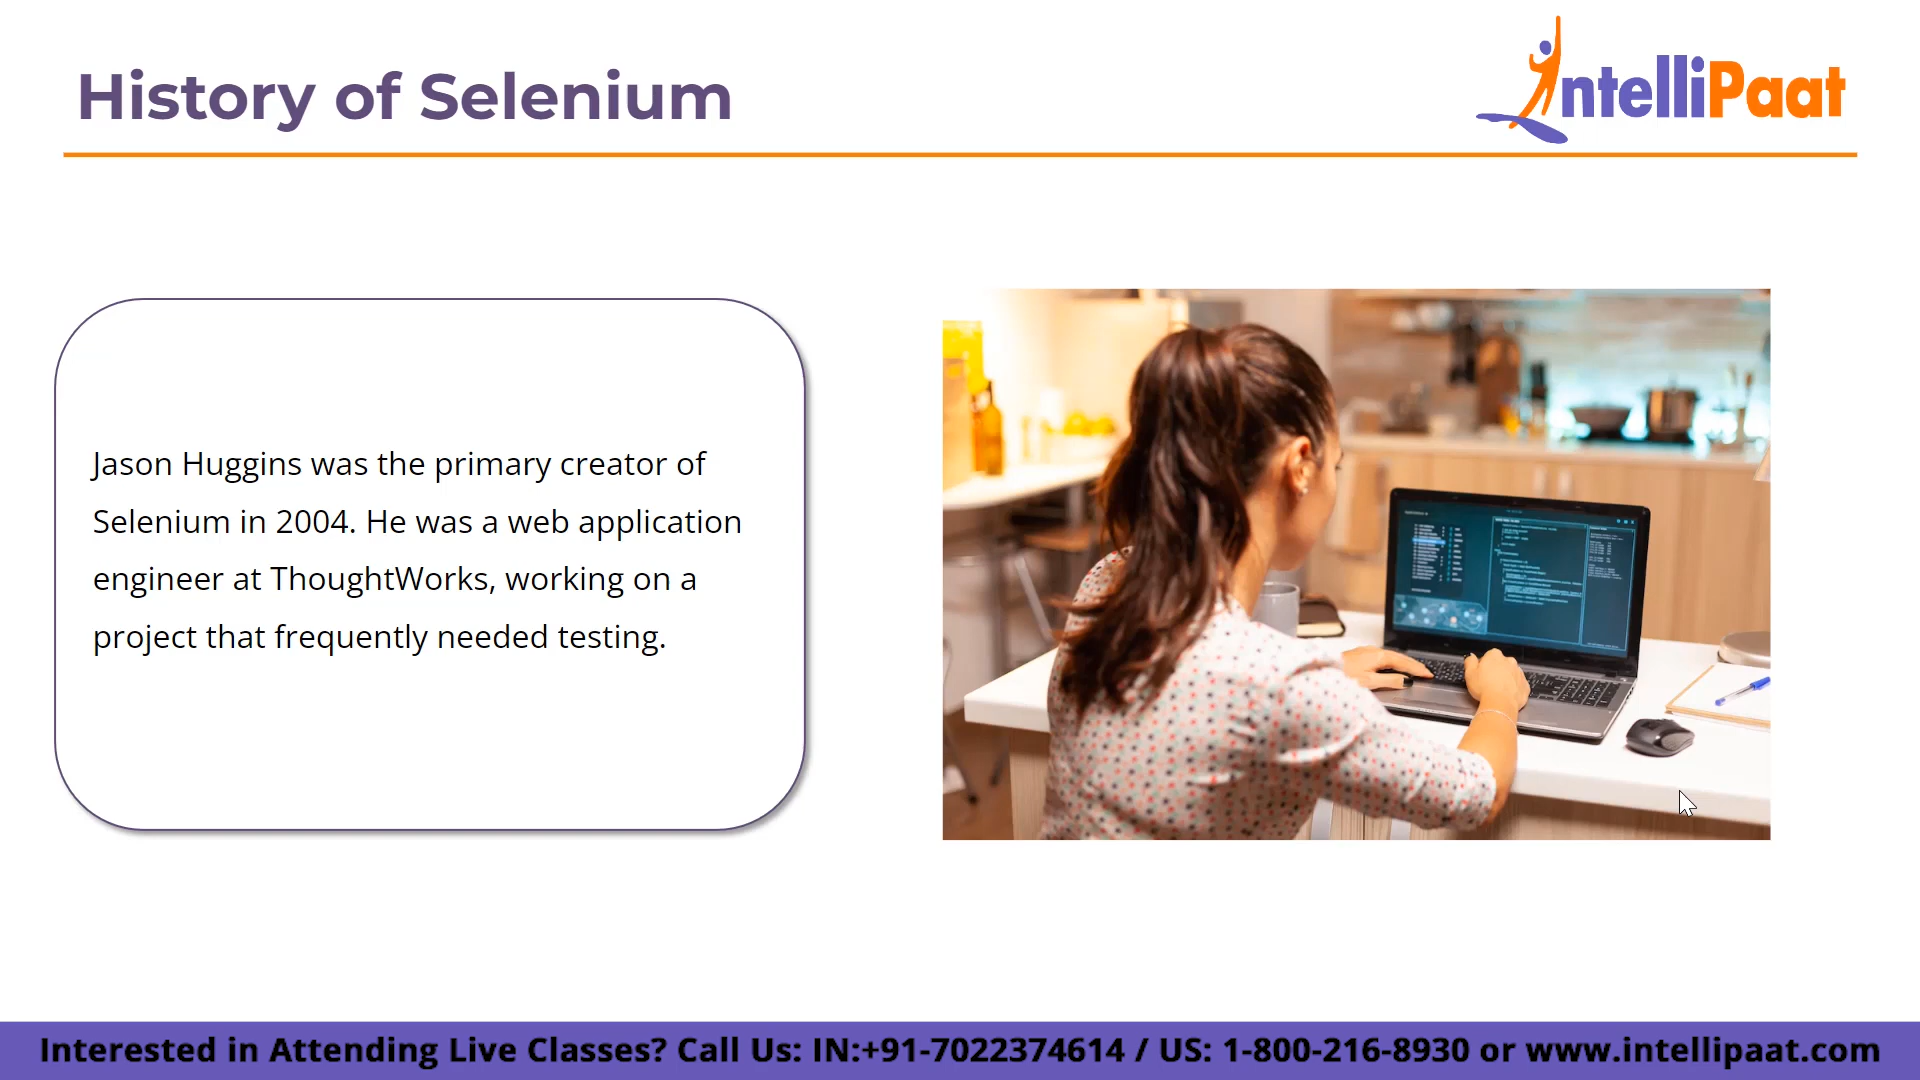 History of Selenium
IntelliPaat
Jason Huggins was the primary creator of
Selenium in 2004. He was a web application
engineer at ThoughtWorks, working on a
project that frequently needed testing.
Interested in Attending Live Classes? Call Us: IN:+91-7022374614 / US: 1-800-216-8930 or www.intellipaat.com